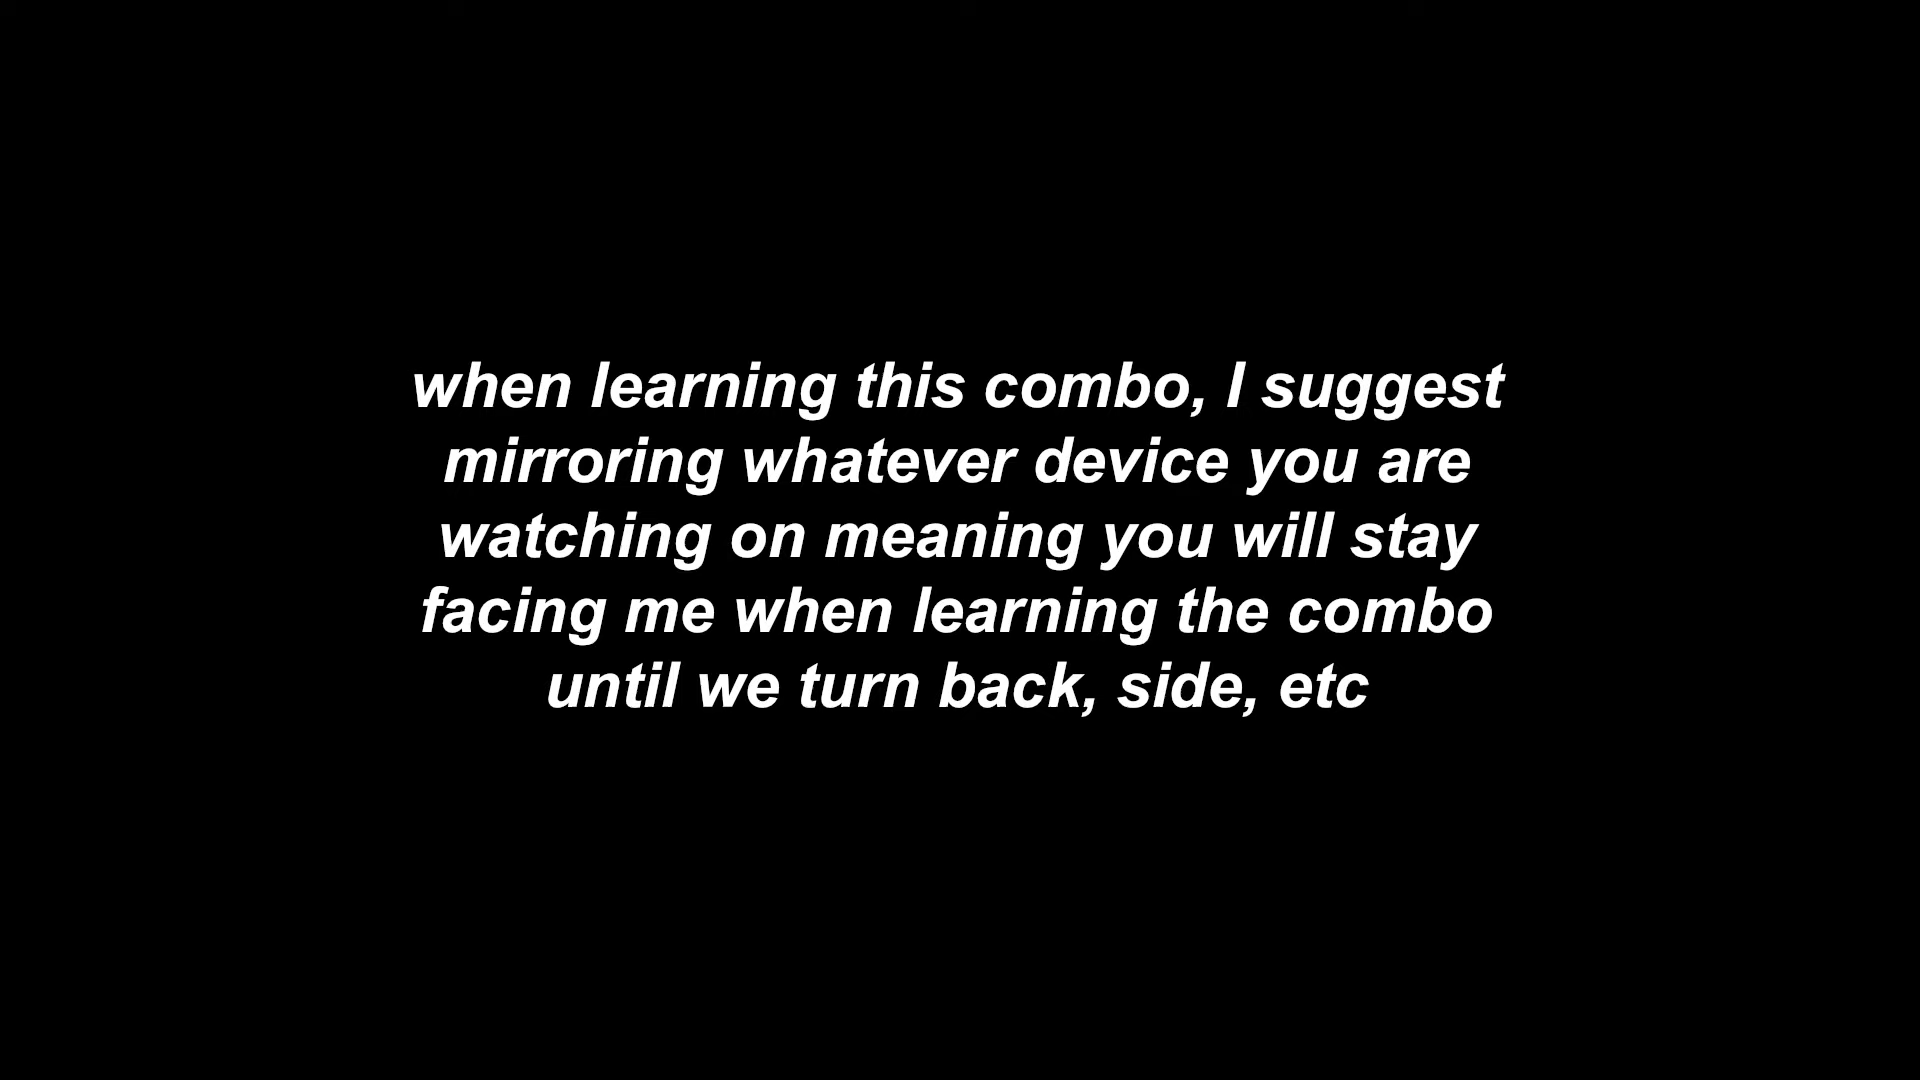 when learning this combo, I suggest
mirroring whatever device you are
watching on meaning you will stay
facing me when learning the combo
until we turn back, side, etc